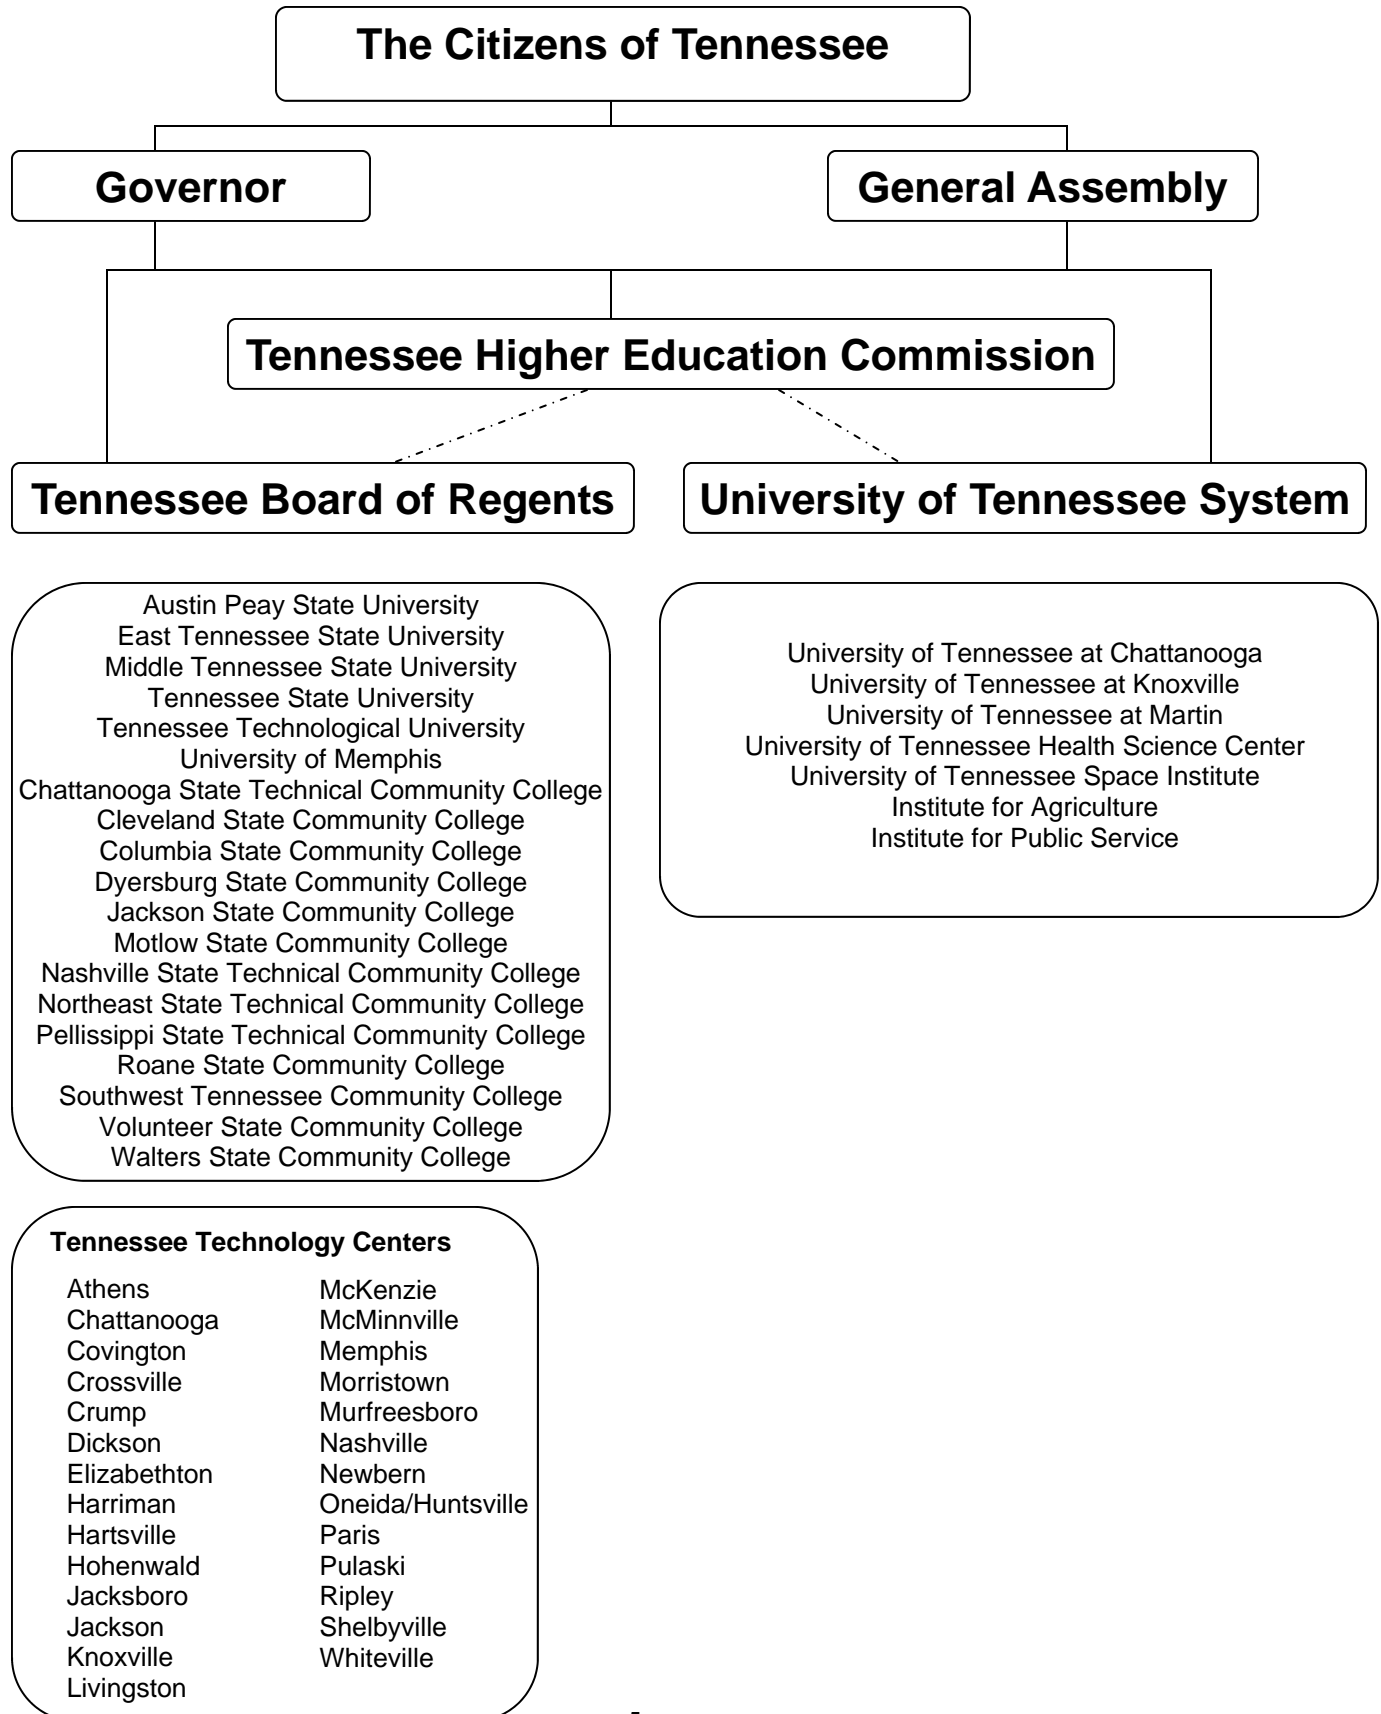 The Citizens of Tennessee
Governor
General Assembly
Tennessee Higher Education Commission
Tennessee Board of Regents
University of Tennessee System
Austin Peay State University
East Tennessee State University
Middle Tennessee State University
Tennessee State University
Tennessee Technological University
University of Memphis
Chattanooga State Technical Community College
Cleveland State Community College
Columbia State Community College
Dyersburg State Community College
Jackson State Community College
Motlow State Community College
Nashville State Technical Community College
Northeast State Technical Community College
Pellissippi State Technical Community College
Roane State Community College
Southwest Tennessee Community College
Volunteer State Community College
Walters State Community College
University of Tennessee at Chattanooga
University of Tennessee at Knoxville
University of Tennessee at Martin
University of Tennessee Health Science Center
University of Tennessee Space Institute
Institute for Agriculture
Institute for Public Service
Tennessee Technology Centers
Athens
Chattanooga
Covington
Crossville
Crump
Dickson
Elizabethton
Harriman
Hartsville
Hohenwald
Jacksboro
Jackson
Knoxville
Livingston
McKenzie
McMinnville
Memphis
Morristown
Murfreesboro
Nashville
Newbern
Oneida/Huntsville
Paris
Pulaski
Ripley
Shelbyville
Whiteville